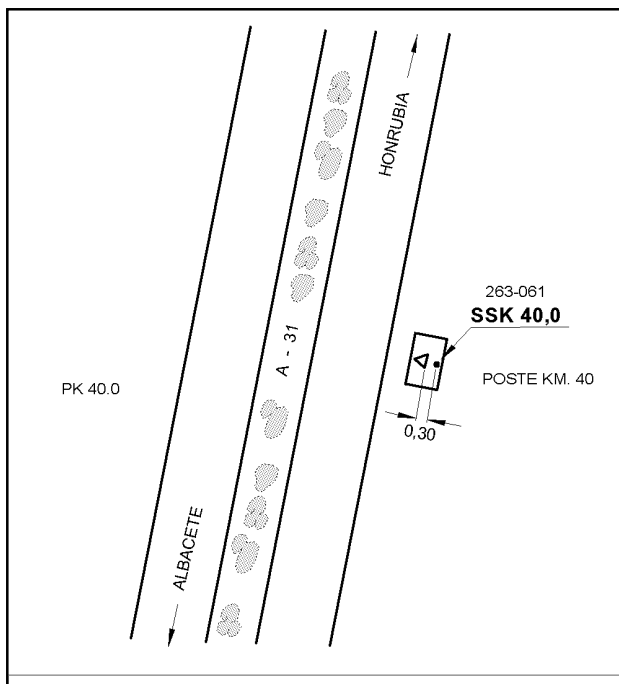 HONRUBIA
263-061
SSK 40,0
A - 31
POSTE KM. 40
PK 40.0
0,30
ALBACETE